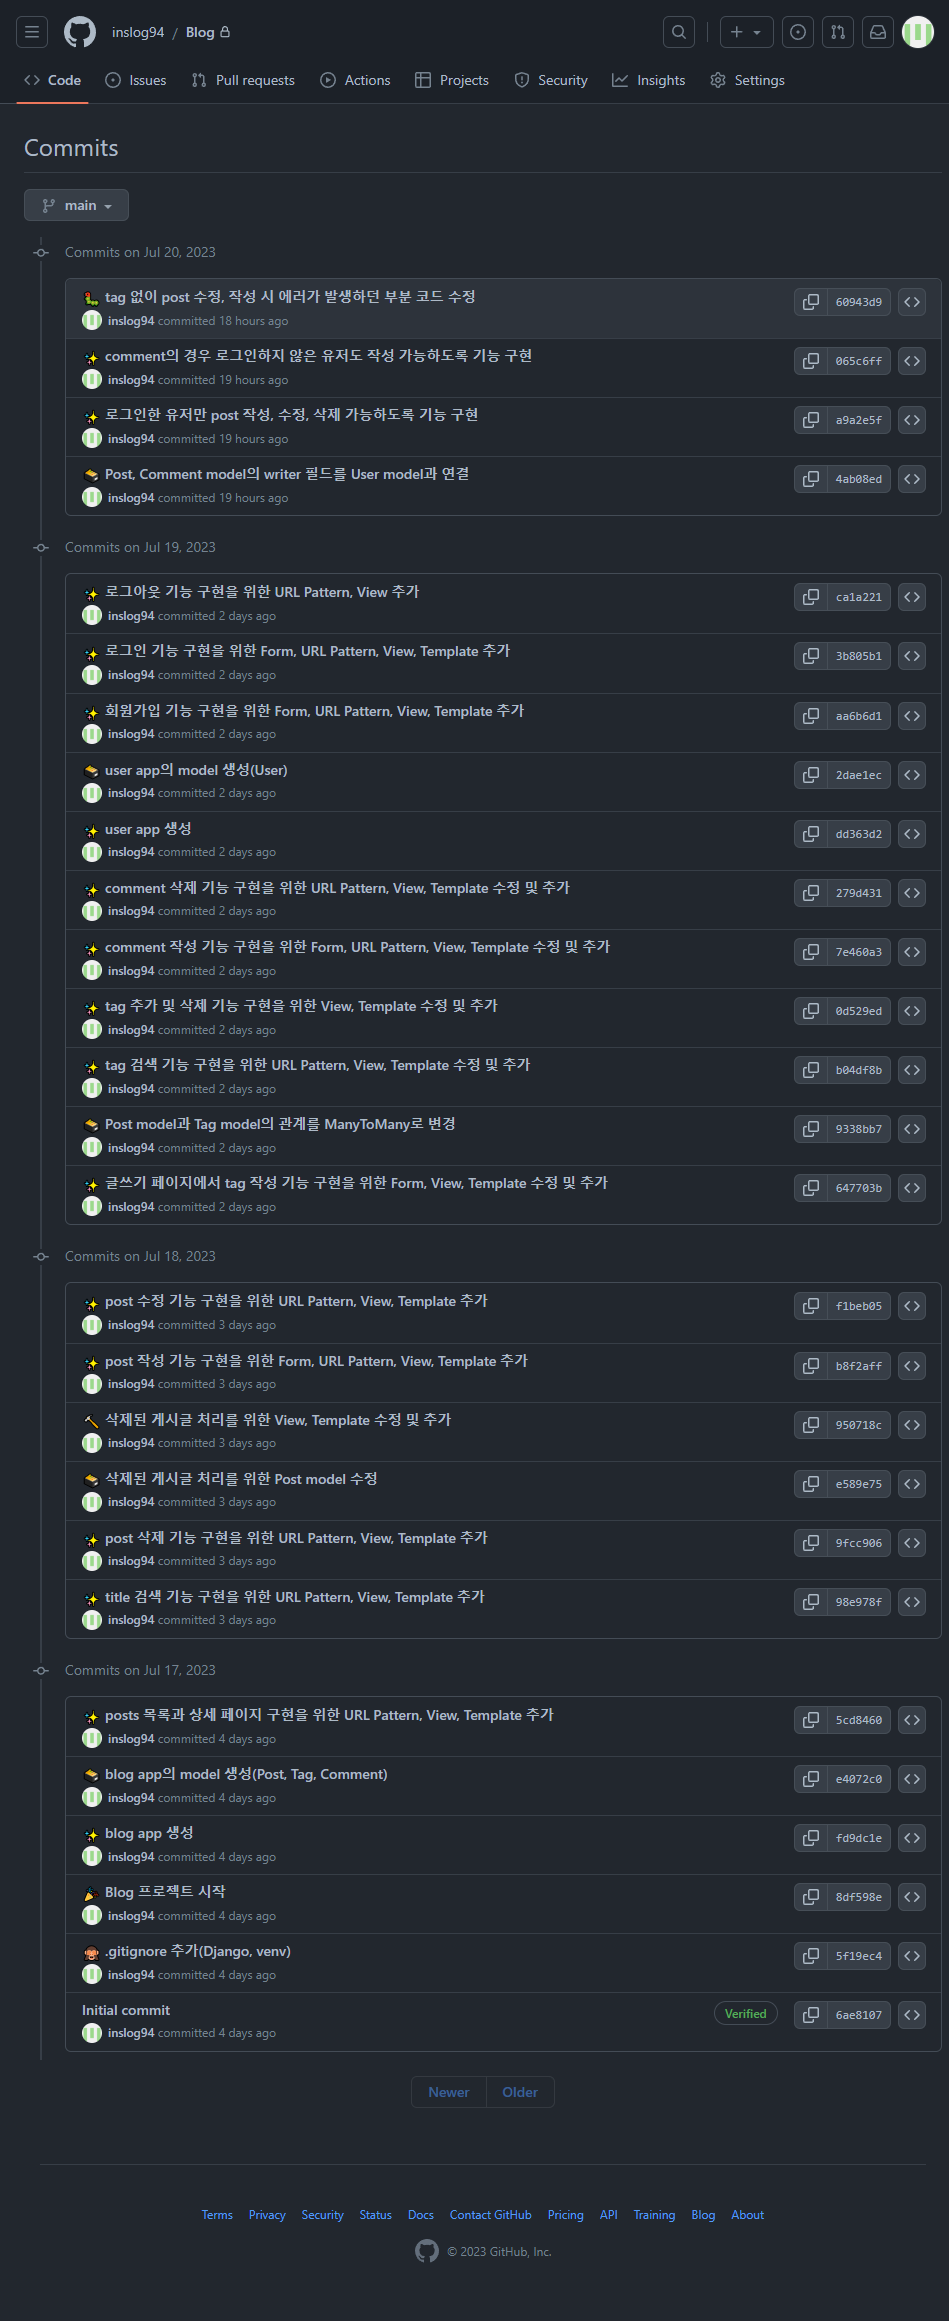 inslog94 / Blog
Code Issues Pull requests Actions Projects Security Insights Settings
Commits
main
Commits on Jul 20, 2023
tag 없이 post 수정, 작성 시 에러가 발생하던 부분 코드 수정 60943d9
inslog94 committed 18 hours ago
comment의 경우 로그인하지 않은 유저도 작성 가능하도록 기능 구현 065c6ff
inslog94 committed 19 hours ago
로그인한 유저만 post 작성, 수정, 삭제 가능하도록 기능 구현 a9a2e5f
inslog94 committed 19 hours ago
Post, Comment model의 writer 필드를 User model과 연결 4ab08ed
inslog94 committed 19 hours ago
Commits on Jul 19, 2023
로그아웃 기능 구현을 위한 URL Pattern, View 추가 ca1a221
inslog94 committed 2 days ago
로그인 기능 구현을 위한 Form, URL Pattern, View, Template 추가 3b805b1
inslog94 committed 2 days ago
회원가입 기능 구현을 위한 Form, URL Pattern, View, Template 추가 aa6b6d1
inslog94 committed 2 days ago
user app의 model 생성(User) 2dae1ec
inslog94 committed 2 days ago
user app 생성 dd363d2
inslog94 committed 2 days ago
comment 삭제 기능 구현을 위한 URL Pattern, View, Template 수정 및 추가 279d431
inslog94 committed 2 days ago
comment 작성 기능 구현을 위한 Form, URL Pattern, View, Template 수정 및 추가 7e460a3
inslog94 committed 2 days ago
tag 추가 및 삭제 기능 구현을 위한 View, Template 수정 및 추가 0d529ed
inslog94 committed 2 days ago
tag 검색 기능 구현을 위한 URL Pattern, View, Template 수정 및 추가 b04df8b
inslog94 committed 2 days ago
Post model과 Tag model의 관계를 ManyToMany로 변경 9338bb7
inslog94 committed 2 days ago
글쓰기 페이지에서 tag 작성 기능 구현을 위한 Form, View, Template 수정 및 추가 647703b
inslog94 committed 2 days ago
Commits on Jul 18, 2023
post 수정 기능 구현을 위한 URL Pattern, View, Template 추가 f1beb05
inslog94 committed 3 days ago
post 작성 기능 구현을 위한 Form, URL Pattern, View, Template 추가 b8f2aff
inslog94 committed 3 days ago
삭제된 게시글 처리를 위한 View, Template 수정 및 추가 950718c
inslog94 committed 3 days ago
삭제된 게시글 처리를 위한 Post model 수정 e589e75
inslog94 committed 3 days ago
post 삭제 기능 구현을 위한 URL Pattern, View, Template 추가 9fcc906
inslog94 committed 3 days ago
title 검색 기능 구현을 위한 URL Pattern, View, Template 추가 98e978f
inslog94 committed 3 days ago
Commits on Jul 17, 2023
posts 목록과 상세 페이지 구현을 위한 URL Pattern, View, Template 추가 5cd8460
inslog94 committed 4 days ago
blog app의 model 생성(Post, Tag, Comment) e4072c0
inslog94 committed 4 days ago
blog app 생성 fd9dc1e
inslog94 committed 4 days ago
Blog 프로젝트 시작 8df598e
inslog94 committed 4 days ago
.gitignore 추가(Django, venv) 5f19ec4
inslog94 committed 4 days ago
Initial commit Verified 6ae8107
inslog94 committed 4 days ago
Newer Older
Terms Privacy Security Status Docs Contact GitHub Pricing API Training Blog About
© 2023 GitHub, Inc.